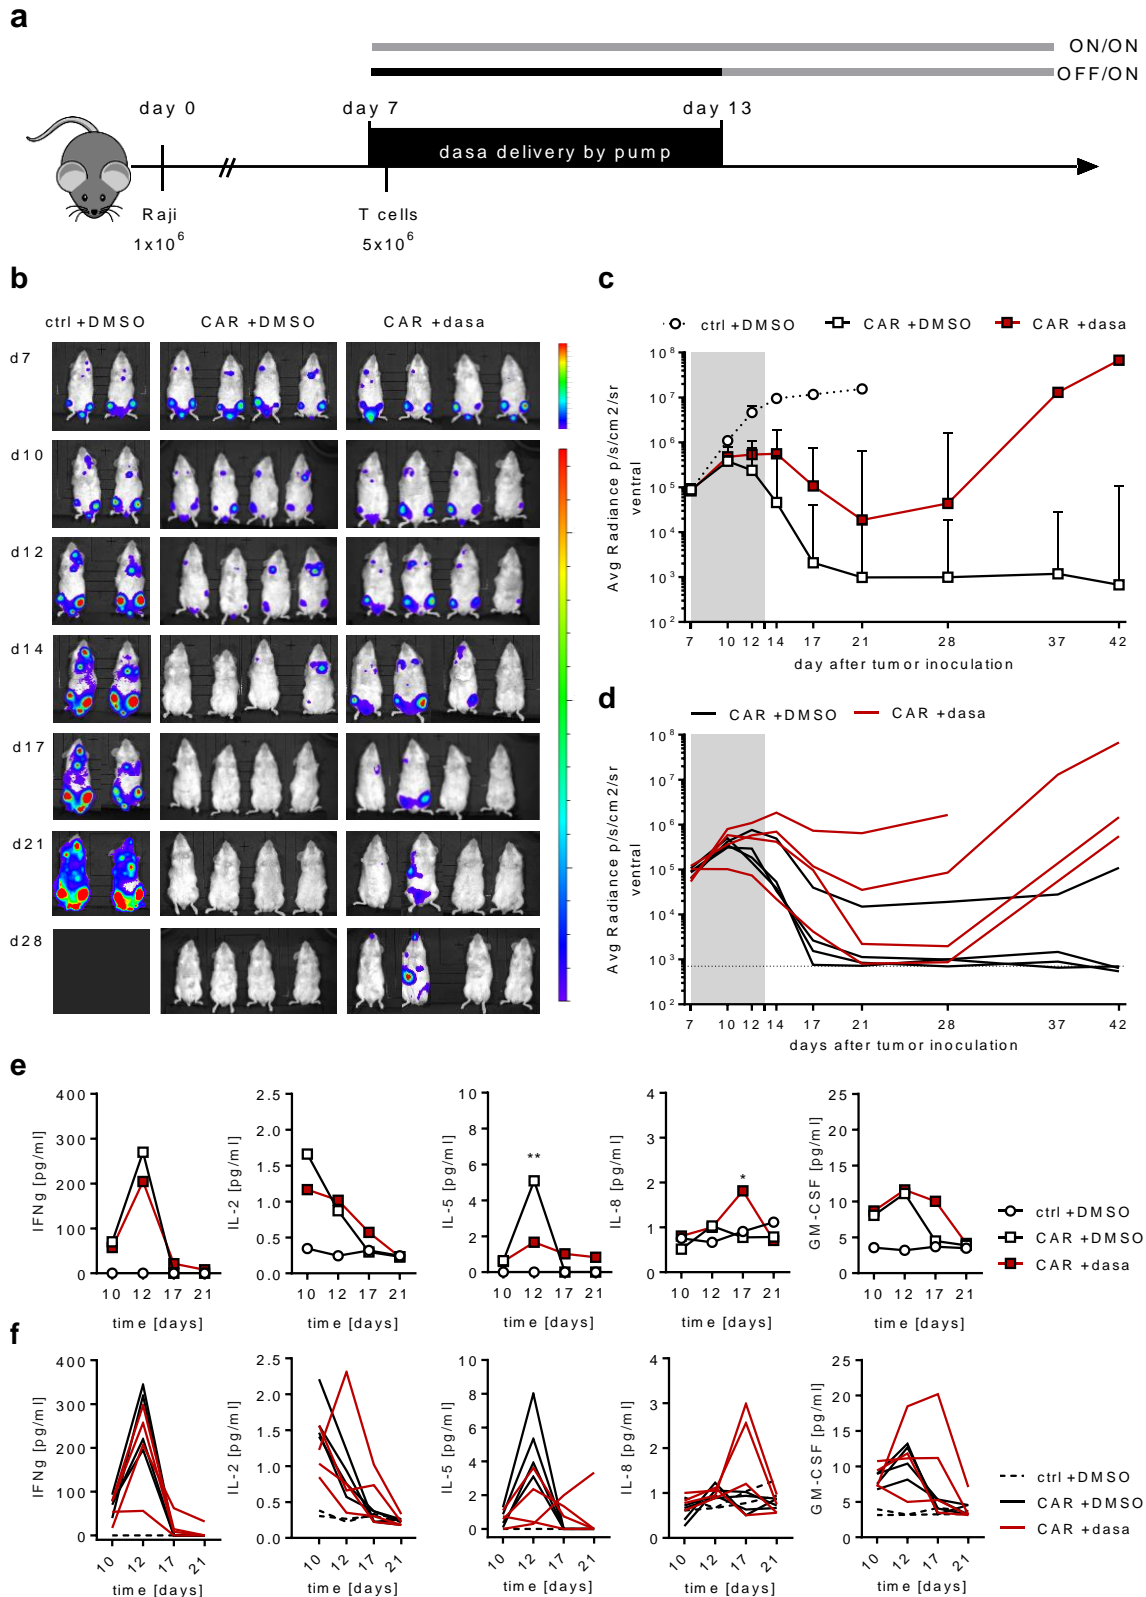 a
ON/ON
OFF/ON
day 0
day 7
day 13
dasa delivery by pump
Raji
1x10^6
T cells
5x10^6
b
ctrl +DMSO
CAR +DMSO
CAR +dasa
d7
d10
d12
d14
d17
d21
d28
c
ctrl +DMSO
CAR +DMSO
CAR +dasa
Avg Radiance p/s/cm2/sr
ventral
10^8
10^7
10^6
10^5
10^4
10^3
10^2
7 10 12 14 17 21 28 37 42
day after tumor inoculation
d
CAR +DMSO
CAR +dasa
Avg Radiance p/s/cm2/sr
ventral
10^8
10^7
10^6
10^5
10^4
10^3
10^2
7 10 12 14 17 21 28 37 42
days after tumor inoculation
e
IFNg [pg/ml]
400
300
200
100
0
10 12 17 21
time [days]
IL-2 [pg/ml]
2.5
2.0
1.5
1.0
0.5
0.0
10 12 17 21
time [days]
IL-5 [pg/ml]
10
8
6
4
2
0
**
10 12 17 21
time [days]
IL-8 [pg/ml]
4
3
2
1
0
*
10 12 17 21
time [days]
GM-CSF [pg/ml]
25
20
15
10
5
0
10 12 17 21
time [days]
ctrl +DMSO
CAR +DMSO
CAR +dasa
f
IFNg [pg/ml]
400
300
200
100
0
10 12 17 21
time [days]
IL-2 [pg/ml]
2.5
2.0
1.5
1.0
0.5
0.0
10 12 17 21
time [days]
IL-5 [pg/ml]
10
8
6
4
2
0
10 12 17 21
time [days]
IL-8 [pg/ml]
4
3
2
1
0
10 12 17 21
time [days]
GM-CSF [pg/ml]
25
20
15
10
5
0
10 12 17 21
time [days]
ctrl +DMSO
CAR +DMSO
CAR +dasa